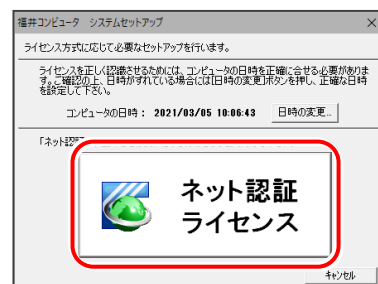 福井コンピュータ システムセットアップ
ライセンス方式に応じて必要なセットアップを行います。
ライセンスを正しく認識させるためには、コンピュータの日時を正確に合せる必要がありま
す。ご確認の上、日時がずれている場合には[日時の変更]ボタンを押し、正確な日時
を設定して下さい。
コンピュータの日時： 2021/03/05 10:06:43 日時の変更..
「ネット認
ネット認証
ライセンス
キャンセル